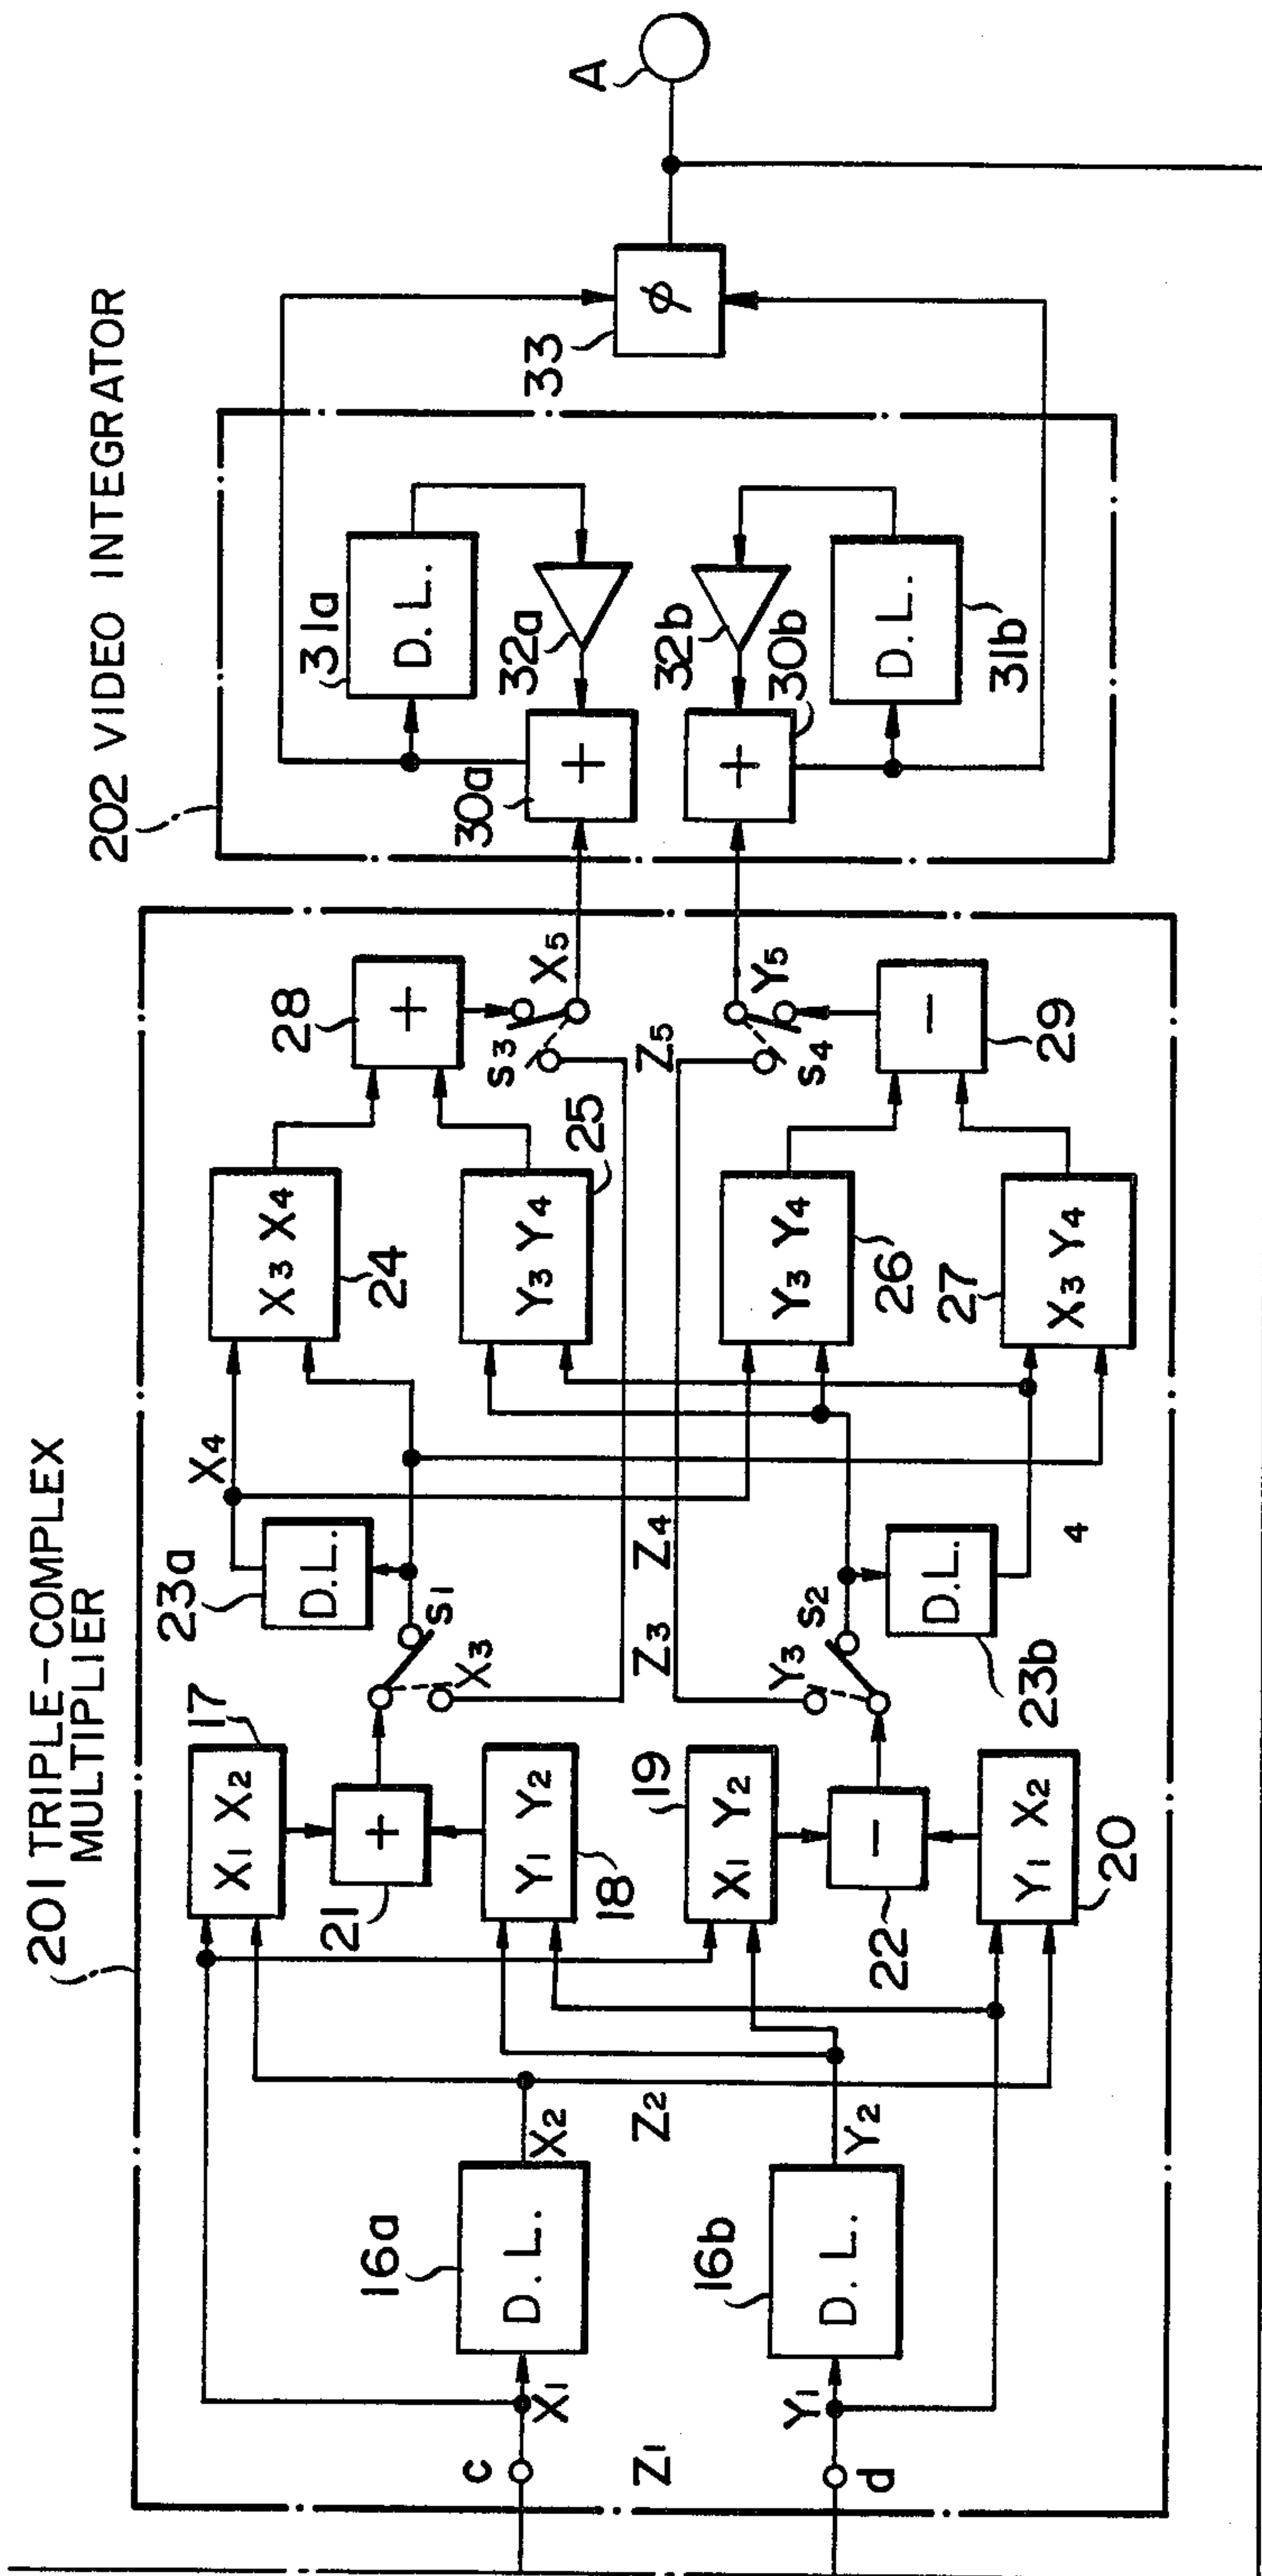 201 TRIPLE-COMPLEX
MULTIPLIER
202 VIDEO INTEGRATOR
c
X1
16a
D. L.
X2
Z1
Z2
d
Y1
16b
D. L.
Y2
17
X1 X2
21
+
Y1 Y2
18
19
X1 Y2
22
−
Y1 X2
20
23a
D.L.
X4
S1
X3
Z3
Z4
Y3
S2
D.L.
23b
4
X3 X4
24
Y3 Y4
25
Y3 Y4
26
27
X3 Y4
28
+
S3
X5
Z5
Y5
S4
−
29
30a
+
31a
D. L.
32a
32b
+
30b
D. L.
31b
33
ϕ
A